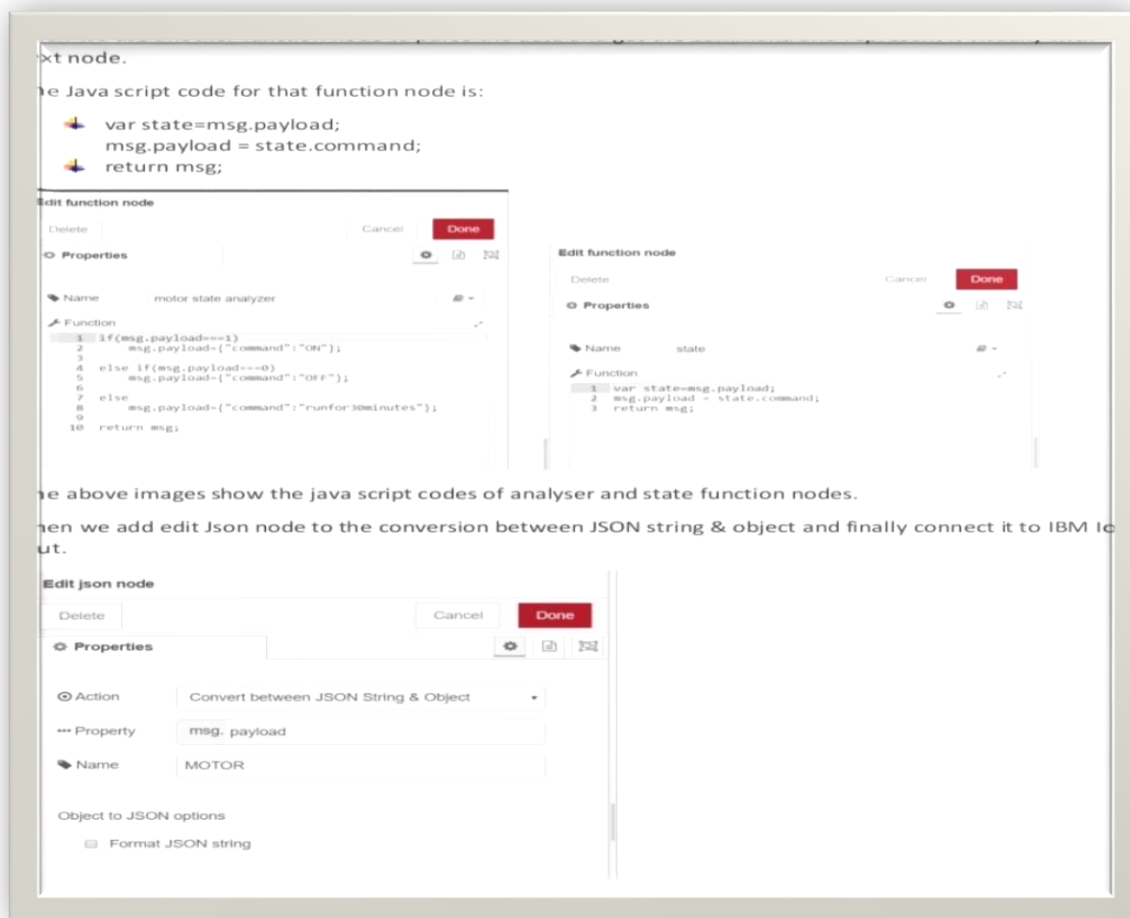 xt node.
he Java script code for that function node is:
var state=msg.payload;
msg.payload = state.command;
return msg;
Edit function node
Delete Cancel Done
Properties
Name motor state analyzer
Function
1 if(msg.payload===1)
2 msg.payload={"command":"ON"};
3
4 else if(msg.payload===0)
5 msg.payload={"command":"OFF"};
6
7 else
8 msg.payload={"command":"runfor30minutes"};
9
10 return msg;
Edit function node
Delete Cancel Done
Properties
Name state
Function
1 var state=msg.payload;
2 msg.payload = state.command;
3 return msg;
he above images show the java script codes of analyser and state function nodes.
hen we add edit Json node to the conversion between JSON string & object and finally connect it to IBM Io
ut.
Edit json node
Delete Cancel Done
Properties
Action Convert between JSON String & Object
Property msg. payload
Name MOTOR
Object to JSON options
Format JSON string